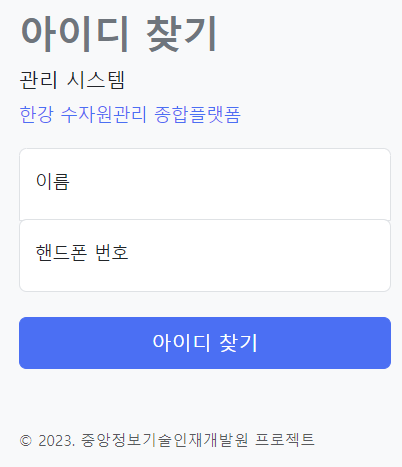 아이디 찾기
관리 시스템
한강 수자원관리 종합플랫폼
이름
핸드폰 번호
아이디 찾기
© 2023. 중앙정보기술인재개발원 프로젝트